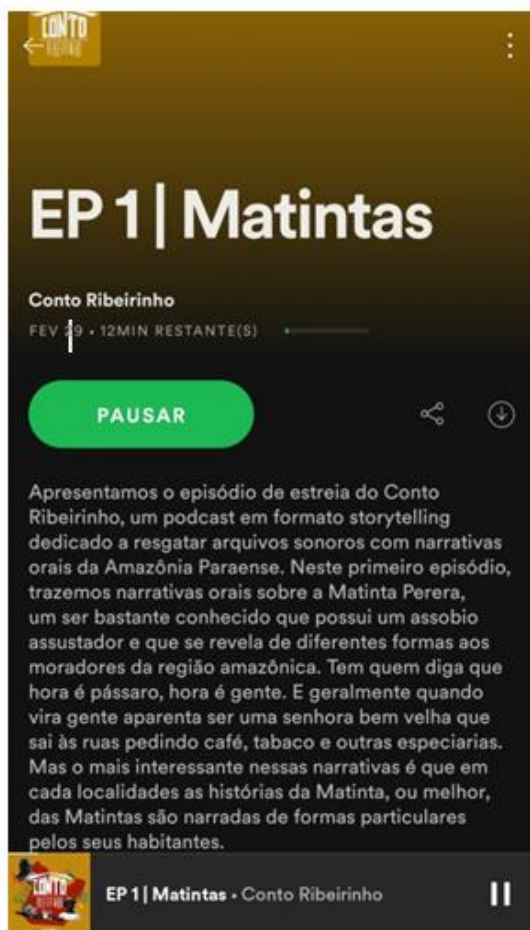 CONTO
RIBEIRINHO
EP 1 | Matintas
Conto Ribeirinho
FEV 29 • 12MIN RESTANTE(S)
PAUSAR
Apresentamos o episódio de estreia do Conto
Ribeirinho, um podcast em formato storytelling
dedicado a resgatar arquivos sonoros com narrativas
orais da Amazônia Paraense. Neste primeiro episódio,
trazemos narrativas orais sobre a Matinta Perera,
um ser bastante conhecido que possui um assobio
assustador e que se revela de diferentes formas aos
moradores da região amazônica. Tem quem diga que
hora é pássaro, hora é gente. E geralmente quando
vira gente aparenta ser uma senhora bem velha que
sai às ruas pedindo café, tabaco e outras especiarias.
Mas o mais interessante nessas narrativas é que em
cada localidades as histórias da Matinta, ou melhor,
das Matintas são narradas de formas particulares
pelos seus habitantes.
CONTO
RIBEIRINHO
EP 1 | Matintas • Conto Ribeirinho